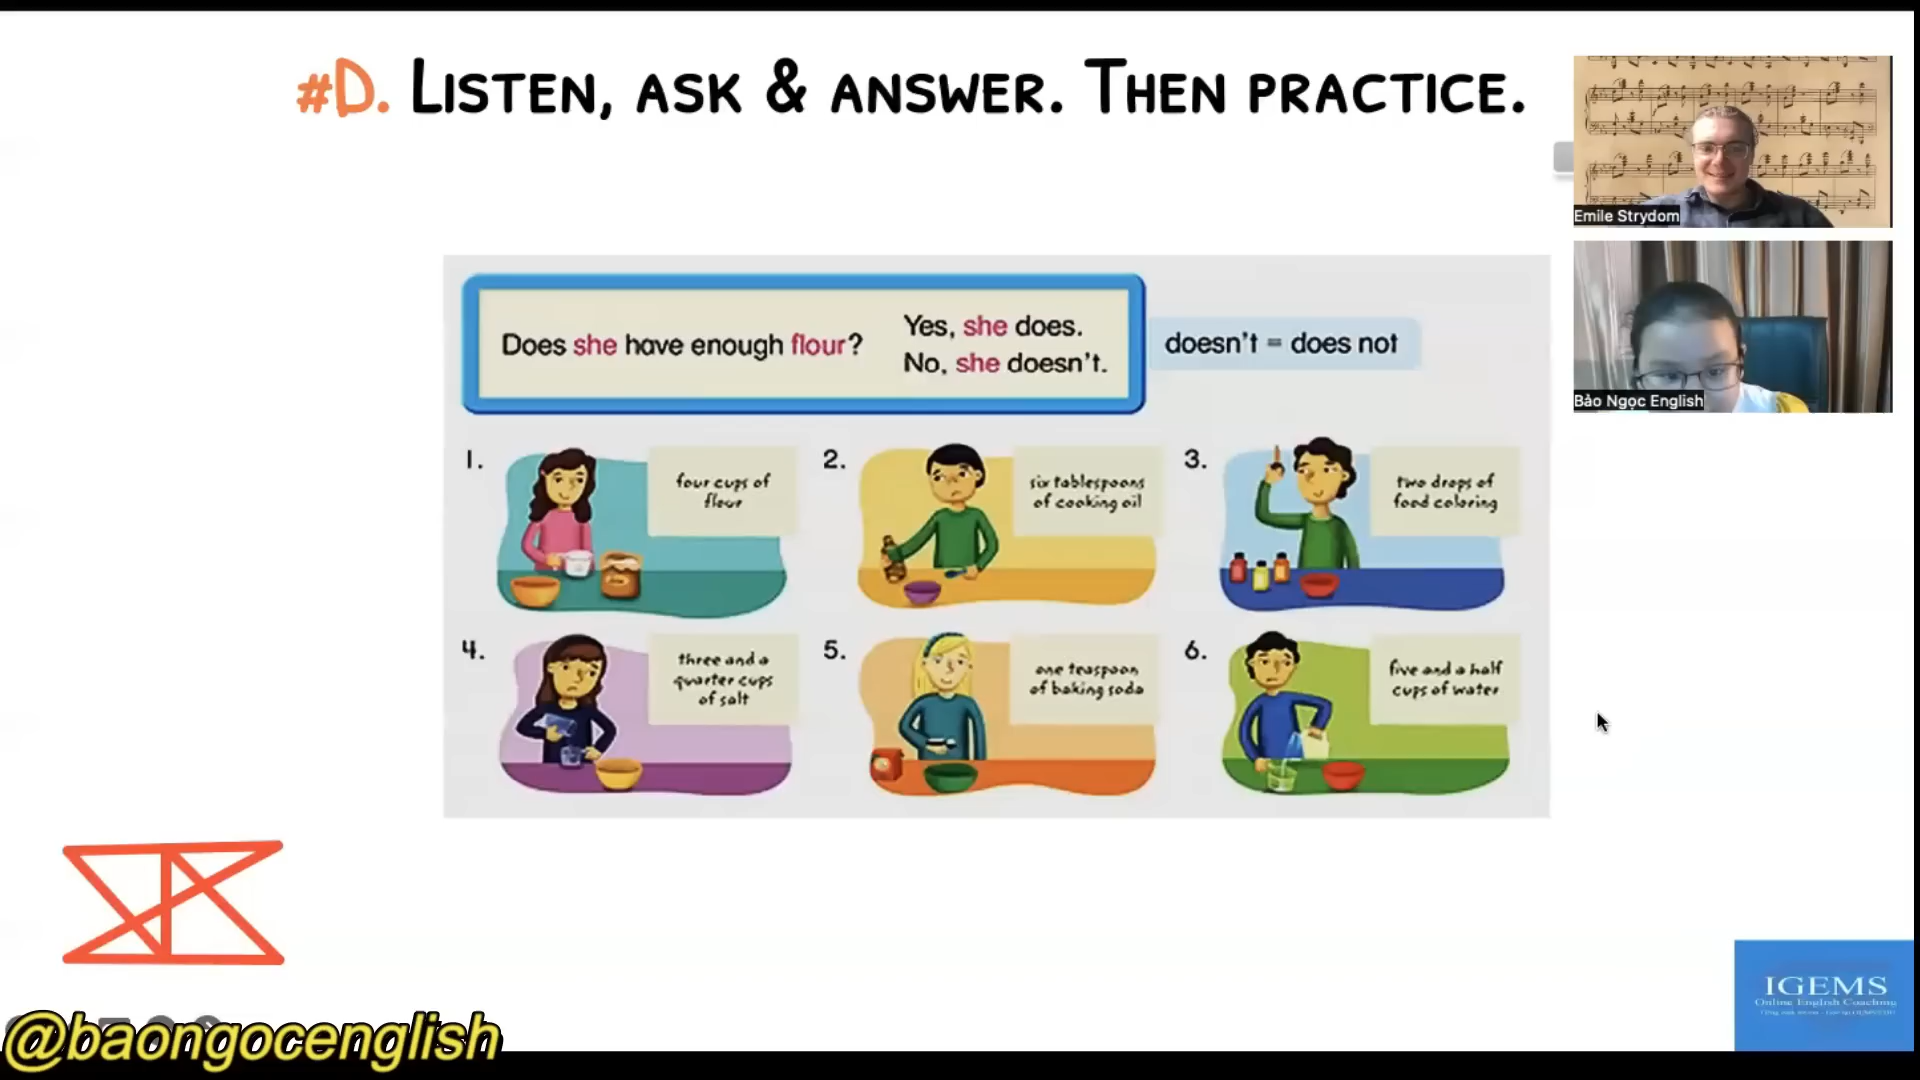 #D. LISTEN, ASK & ANSWER. THEN PRACTICE.
Emile Strydom
Bảo Ngọc English
Does she have enough flour?
Yes, she does.
No, she doesn't.
doesn't = does not
1.
four cups of
flour
2.
six tablespoons
of cooking oil
3.
two drops of
food coloring
4.
three and a
quarter cups
of salt
5.
one teaspoon
of baking soda
6.
five and a half
cups of water
IGEMS
Online English Coaching
@baongocenglish